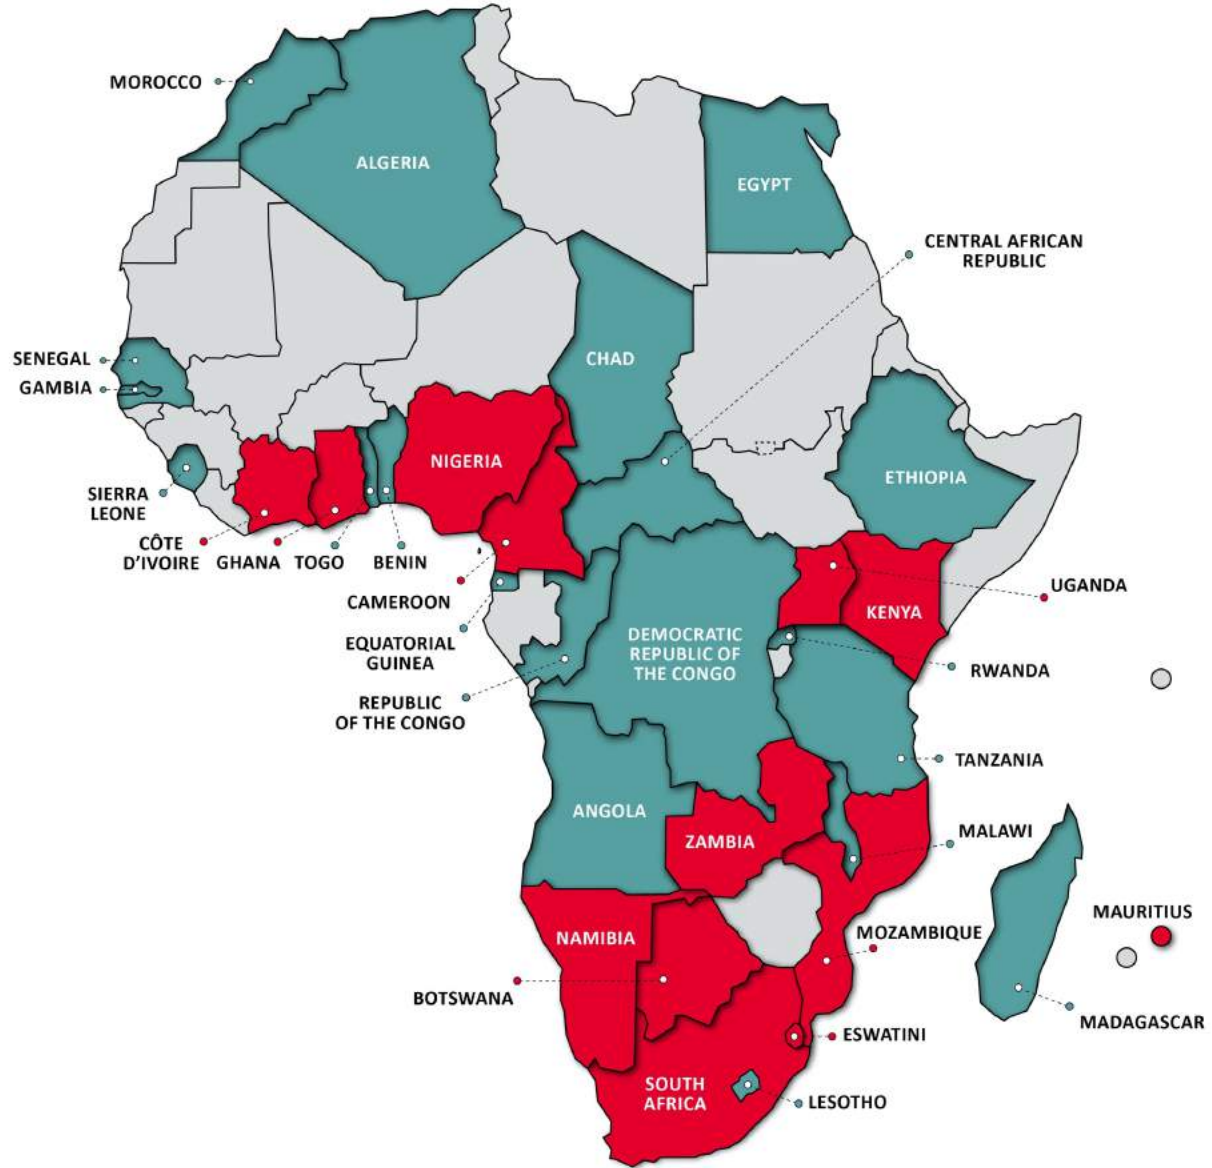 MOROCCO
ALGERIA
EGYPT
CENTRAL AFRICAN
REPUBLIC
SENEGAL
GAMBIA
CHAD
NIGERIA
ETHIOPIA
SIERRA
LEONE
CÔTE
D'IVOIRE
GHANA
TOGO
BENIN
CAMEROON
UGANDA
KENYA
EQUATORIAL
GUINEA
DEMOCRATIC
REPUBLIC OF
THE CONGO
RWANDA
REPUBLIC
OF THE CONGO
TANZANIA
ANGOLA
ZAMBIA
MALAWI
MAURITIUS
NAMIBIA
MOZAMBIQUE
BOTSWANA
MADAGASCAR
ESWATINI
SOUTH
AFRICA
LESOTHO